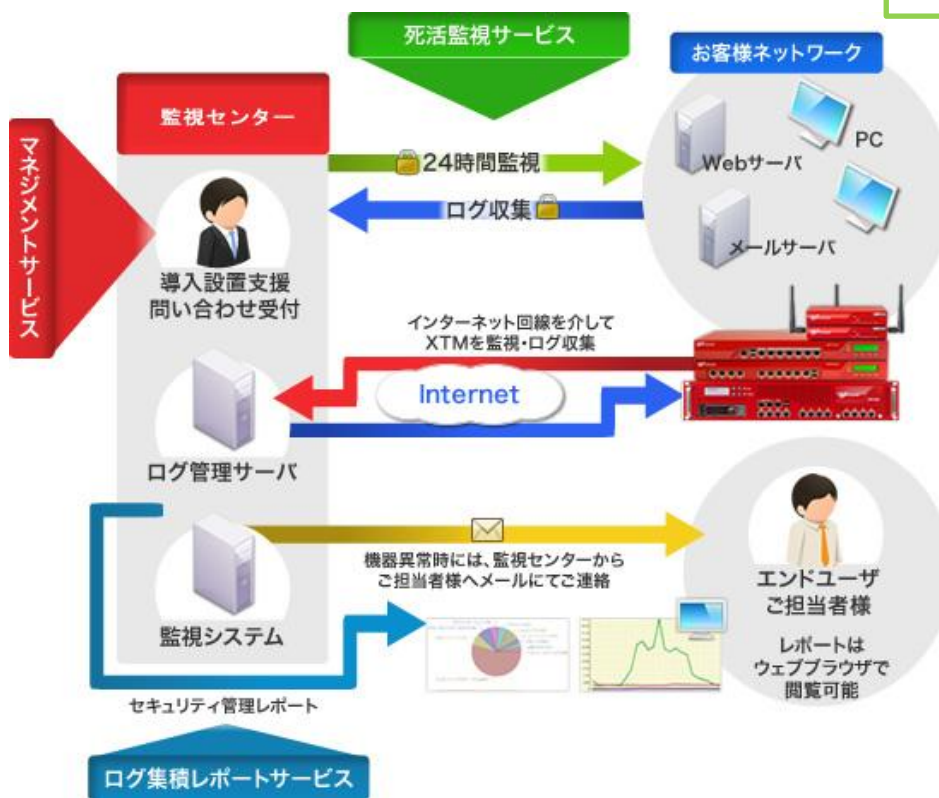 死活監視サービス
お客様ネットワーク
監視センター
マネジメントサービス
24時間監視
ログ収集
Webサーバ
PC
メールサーバ
導入設置支援
問い合わせ受付
インターネット回線を介して
XTMを監視・ログ収集
Internet
ログ管理サーバ
機器異常時には、監視センターから
ご担当者様へメールにてご連絡
エンドユーザ
ご担当者様
監視システム
レポートは
ウェブブラウザで
閲覧可能
セキュリティ管理レポート
ログ集積レポートサービス